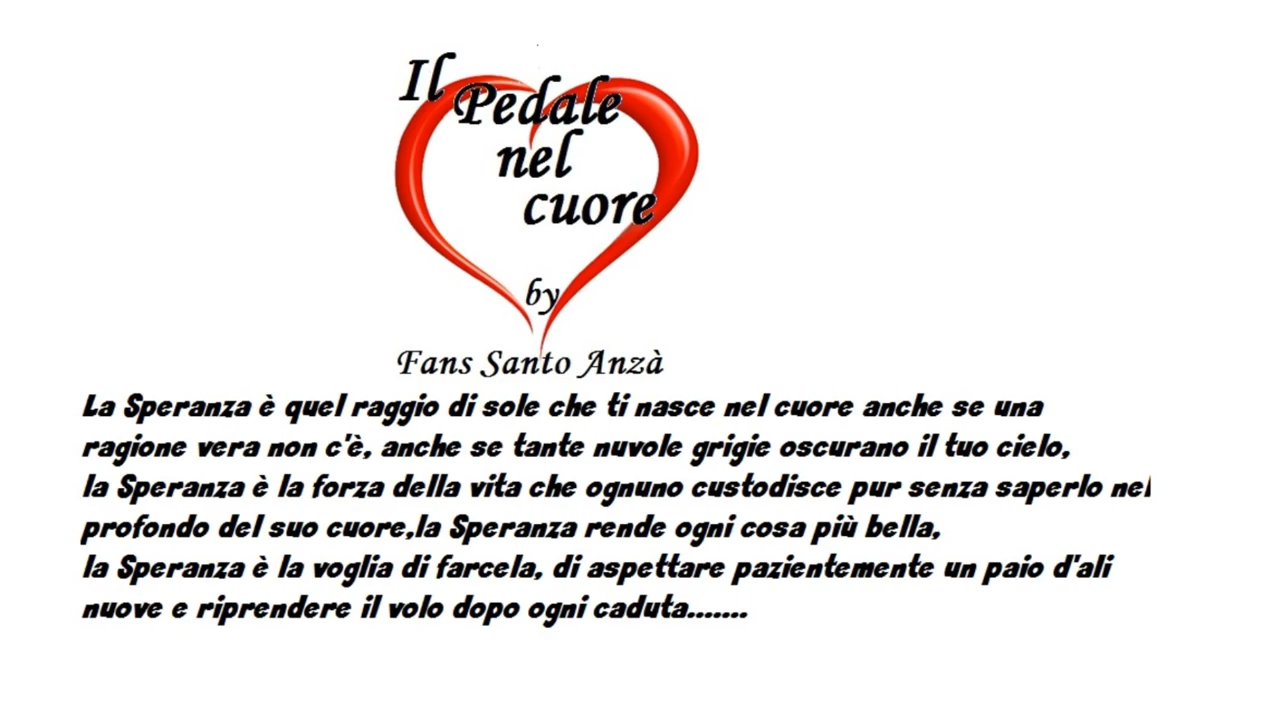 Il
Pedale
nel
cuore
by
Fans Santo Anzà
La Speranza è quel raggio di sole che ti nasce nel cuore anche se una
ragione vera non c'è, anche se tante nuvole grigie oscurano il tuo cielo,
la Speranza è la forza della vita che ognuno custodisce pur senza saperlo nel
profondo del suo cuore,la Speranza rende ogni cosa più bella,
la Speranza è la voglia di farcela, di aspettare pazientemente un paio d'ali
nuove e riprendere il volo dopo ogni caduta.......